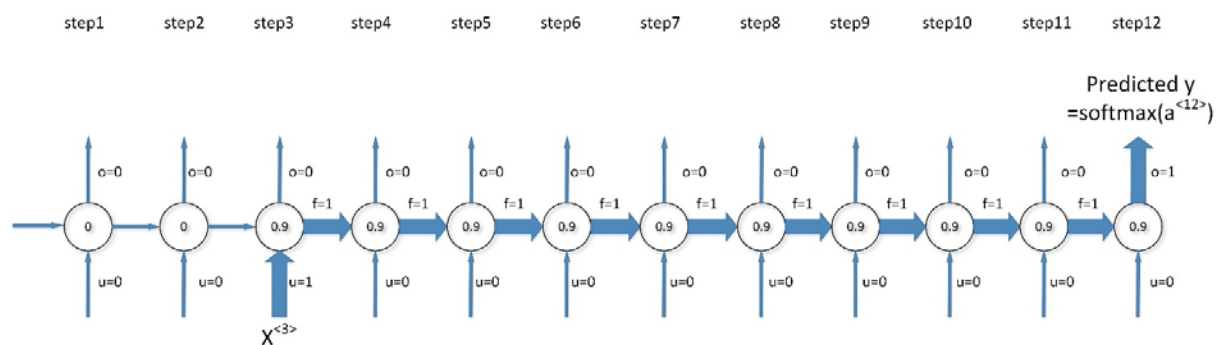 step1 step2 step3 step4 step5 step6 step7 step8 step9 step10 step11 step12
Predicted y
=softmax(a<12>)
o=0 o=0 o=0 o=0 o=0 o=0 o=0 o=0 o=0 o=0 o=0 o=1
f=1 f=1 f=1 f=1 f=1 f=1 f=1 f=1 f=1
0 0 0.9 0.9 0.9 0.9 0.9 0.9 0.9 0.9 0.9 0.9
u=0 u=0 u=1 u=0 u=0 u=0 u=0 u=0 u=0 u=0 u=0 u=0
X<3>